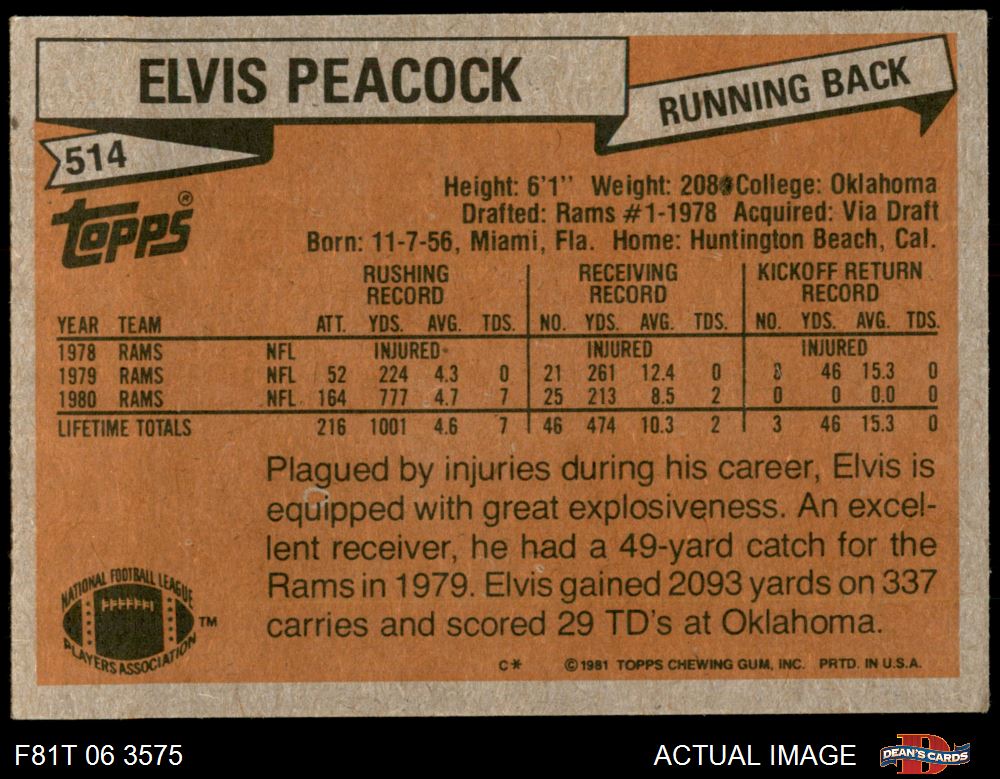 ELVIS PEACOCK
RUNNING BACK
514
TOPPS®
Height: 6'1'' Weight: 208 College: Oklahoma
Drafted: Rams #1-1978 Acquired: Via Draft
Born: 11-7-56, Miami, Fla. Home: Huntington Beach, Cal.
RUSHING RECORD RECEIVING RECORD KICKOFF RETURN RECORD
YEAR TEAM ATT. YDS. AVG. TDS. NO. YDS. AVG. TDS. NO. YDS. AVG. TDS.
1978 RAMS NFL INJURED INJURED INJURED
1979 RAMS NFL 52 224 4.3 0 21 261 12.4 0 3 46 15.3 0
1980 RAMS NFL 164 777 4.7 7 25 213 8.5 2 0 0 0.0 0
LIFETIME TOTALS 216 1001 4.6 7 46 474 10.3 2 3 46 15.3 0
Plagued by injuries during his career, Elvis is
equipped with great explosiveness. An excel-
lent receiver, he had a 49-yard catch for the
Rams in 1979. Elvis gained 2093 yards on 337
carries and scored 29 TD's at Oklahoma.
NATIONAL FOOTBALL LEAGUE
PLAYERS ASSOCIATION
TM
C* ©1981 TOPPS CHEWING GUM, INC. PRTD. IN U.S.A.
F81T 06 3575
ACTUAL IMAGE
DEAN'S CARDS